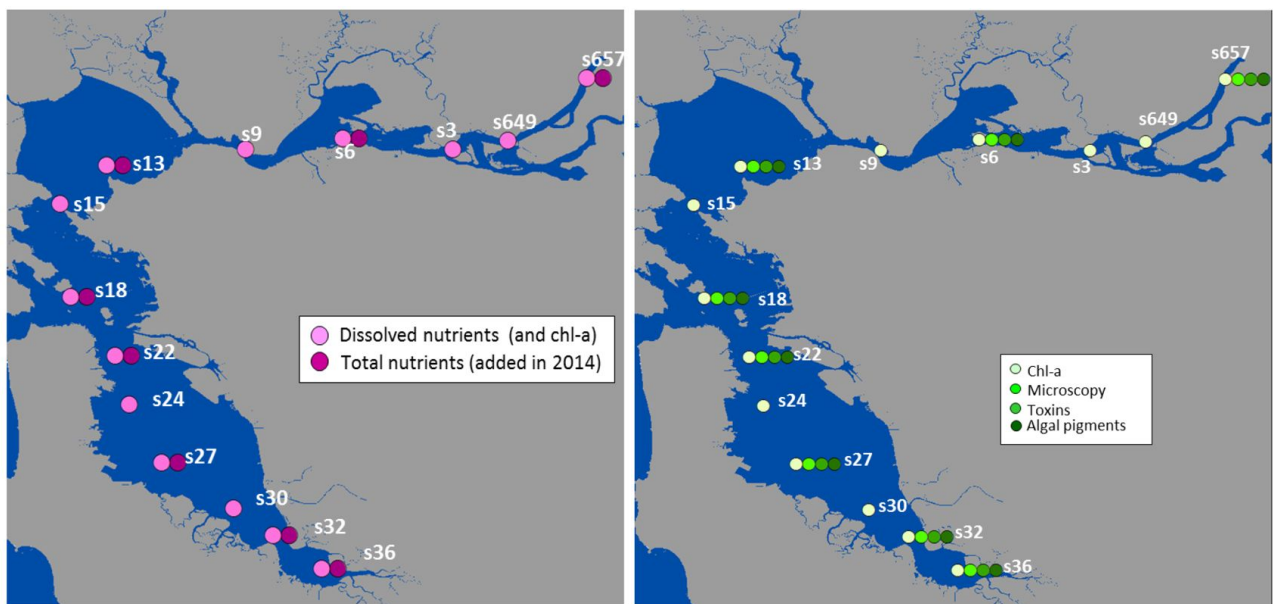 s657
s9
s649
s3
s6
s13
s15
s18
Dissolved nutrients (and chl-a)
Total nutrients (added in 2014)
s22
s24
s27
s30
s32
s36
s657
s649
s9
s6
s3
s13
s15
s18
s22
Chl-a
Microscopy
Toxins
Algal pigments
s24
s27
s30
s32
s36